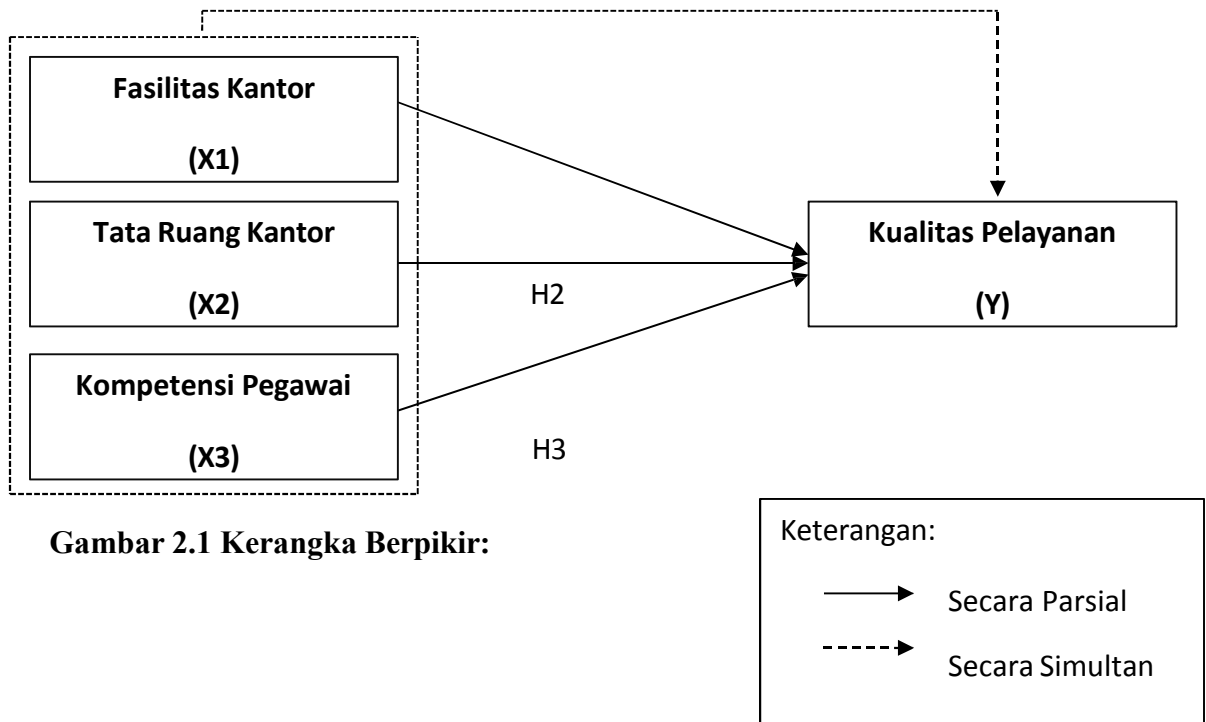 Fasilitas Kantor
(X1)
Tata Ruang Kantor
(X2)
Kompetensi Pegawai
(X3)
H2
H3
Kualitas Pelayanan
(Y)
Gambar 2.1 Kerangka Berpikir:
Keterangan:
Secara Parsial
Secara Simultan